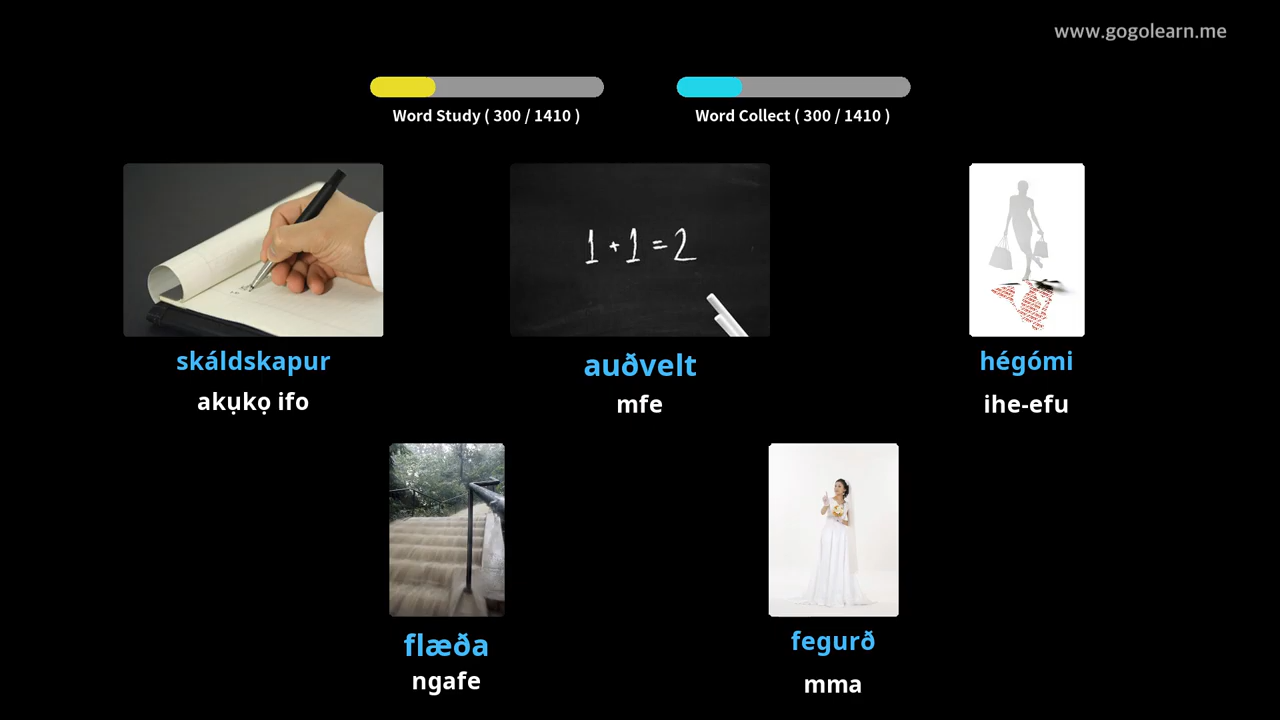 www.gogolearn.me
Word Study ( 300 / 1410 )
Word Collect ( 300 / 1410 )
1 + 1 = 2
skáldskapur
akụkọ ifo
auðvelt
mfe
hégómi
ihe-efu
flæða
ngafe
fegurð
mma